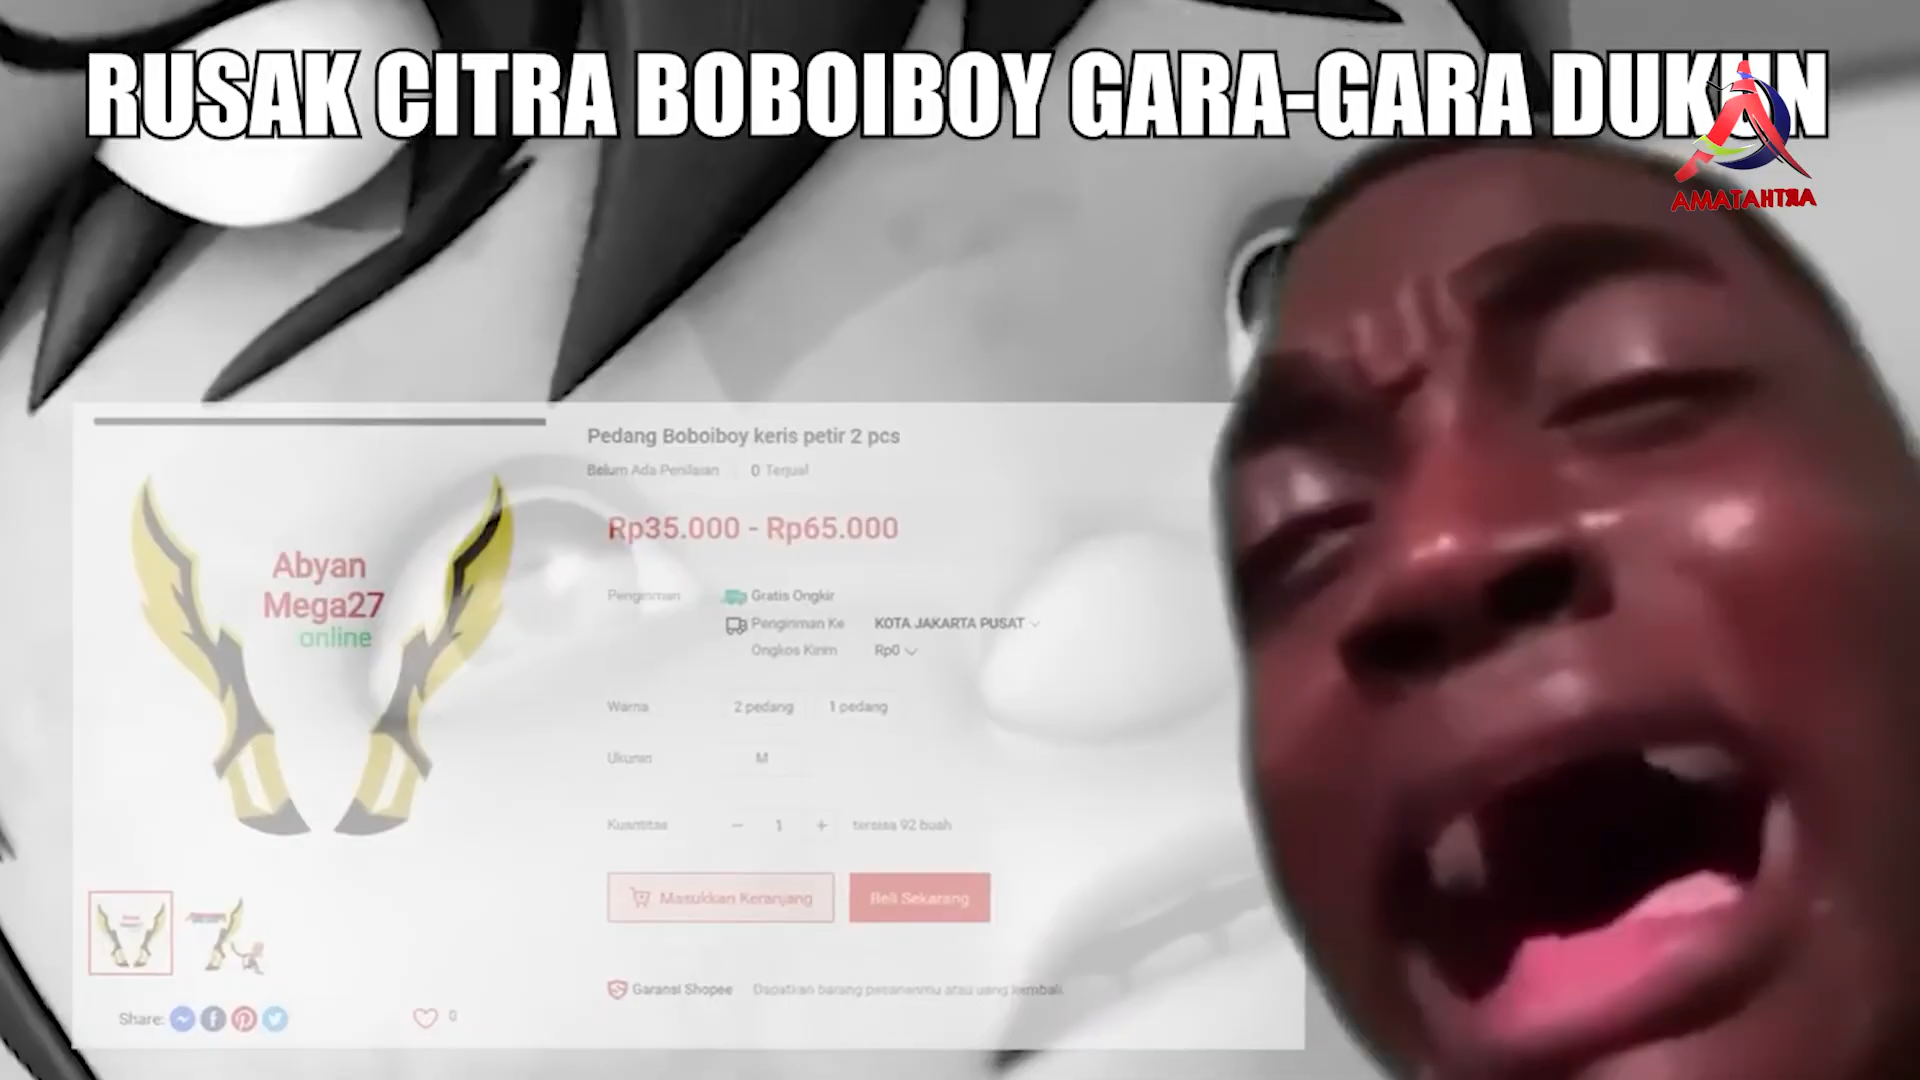 RUSAK CITRA BOBOIBOY GARA-GARA DUKUN
AMATAHTRA
Pedang Boboiboy keris petir 2 pcs
Belum Ada Penilaian 0 Terjual
Rp35.000 - Rp65.000
Abyan
Mega27
online
Pengiriman Gratis Ongkir
Pengiriman Ke KOTA JAKARTA PUSAT
Ongkos Kirim Rp0
Warna 2 pedang 1 pedang
Ukuran M
Kuantitas − 1 + tersisa 92 buah
Masukkan Keranjang Beli Sekarang
Garansi Shopee Dapatkan barang pesananmu atau uang kembali.
Share: 0